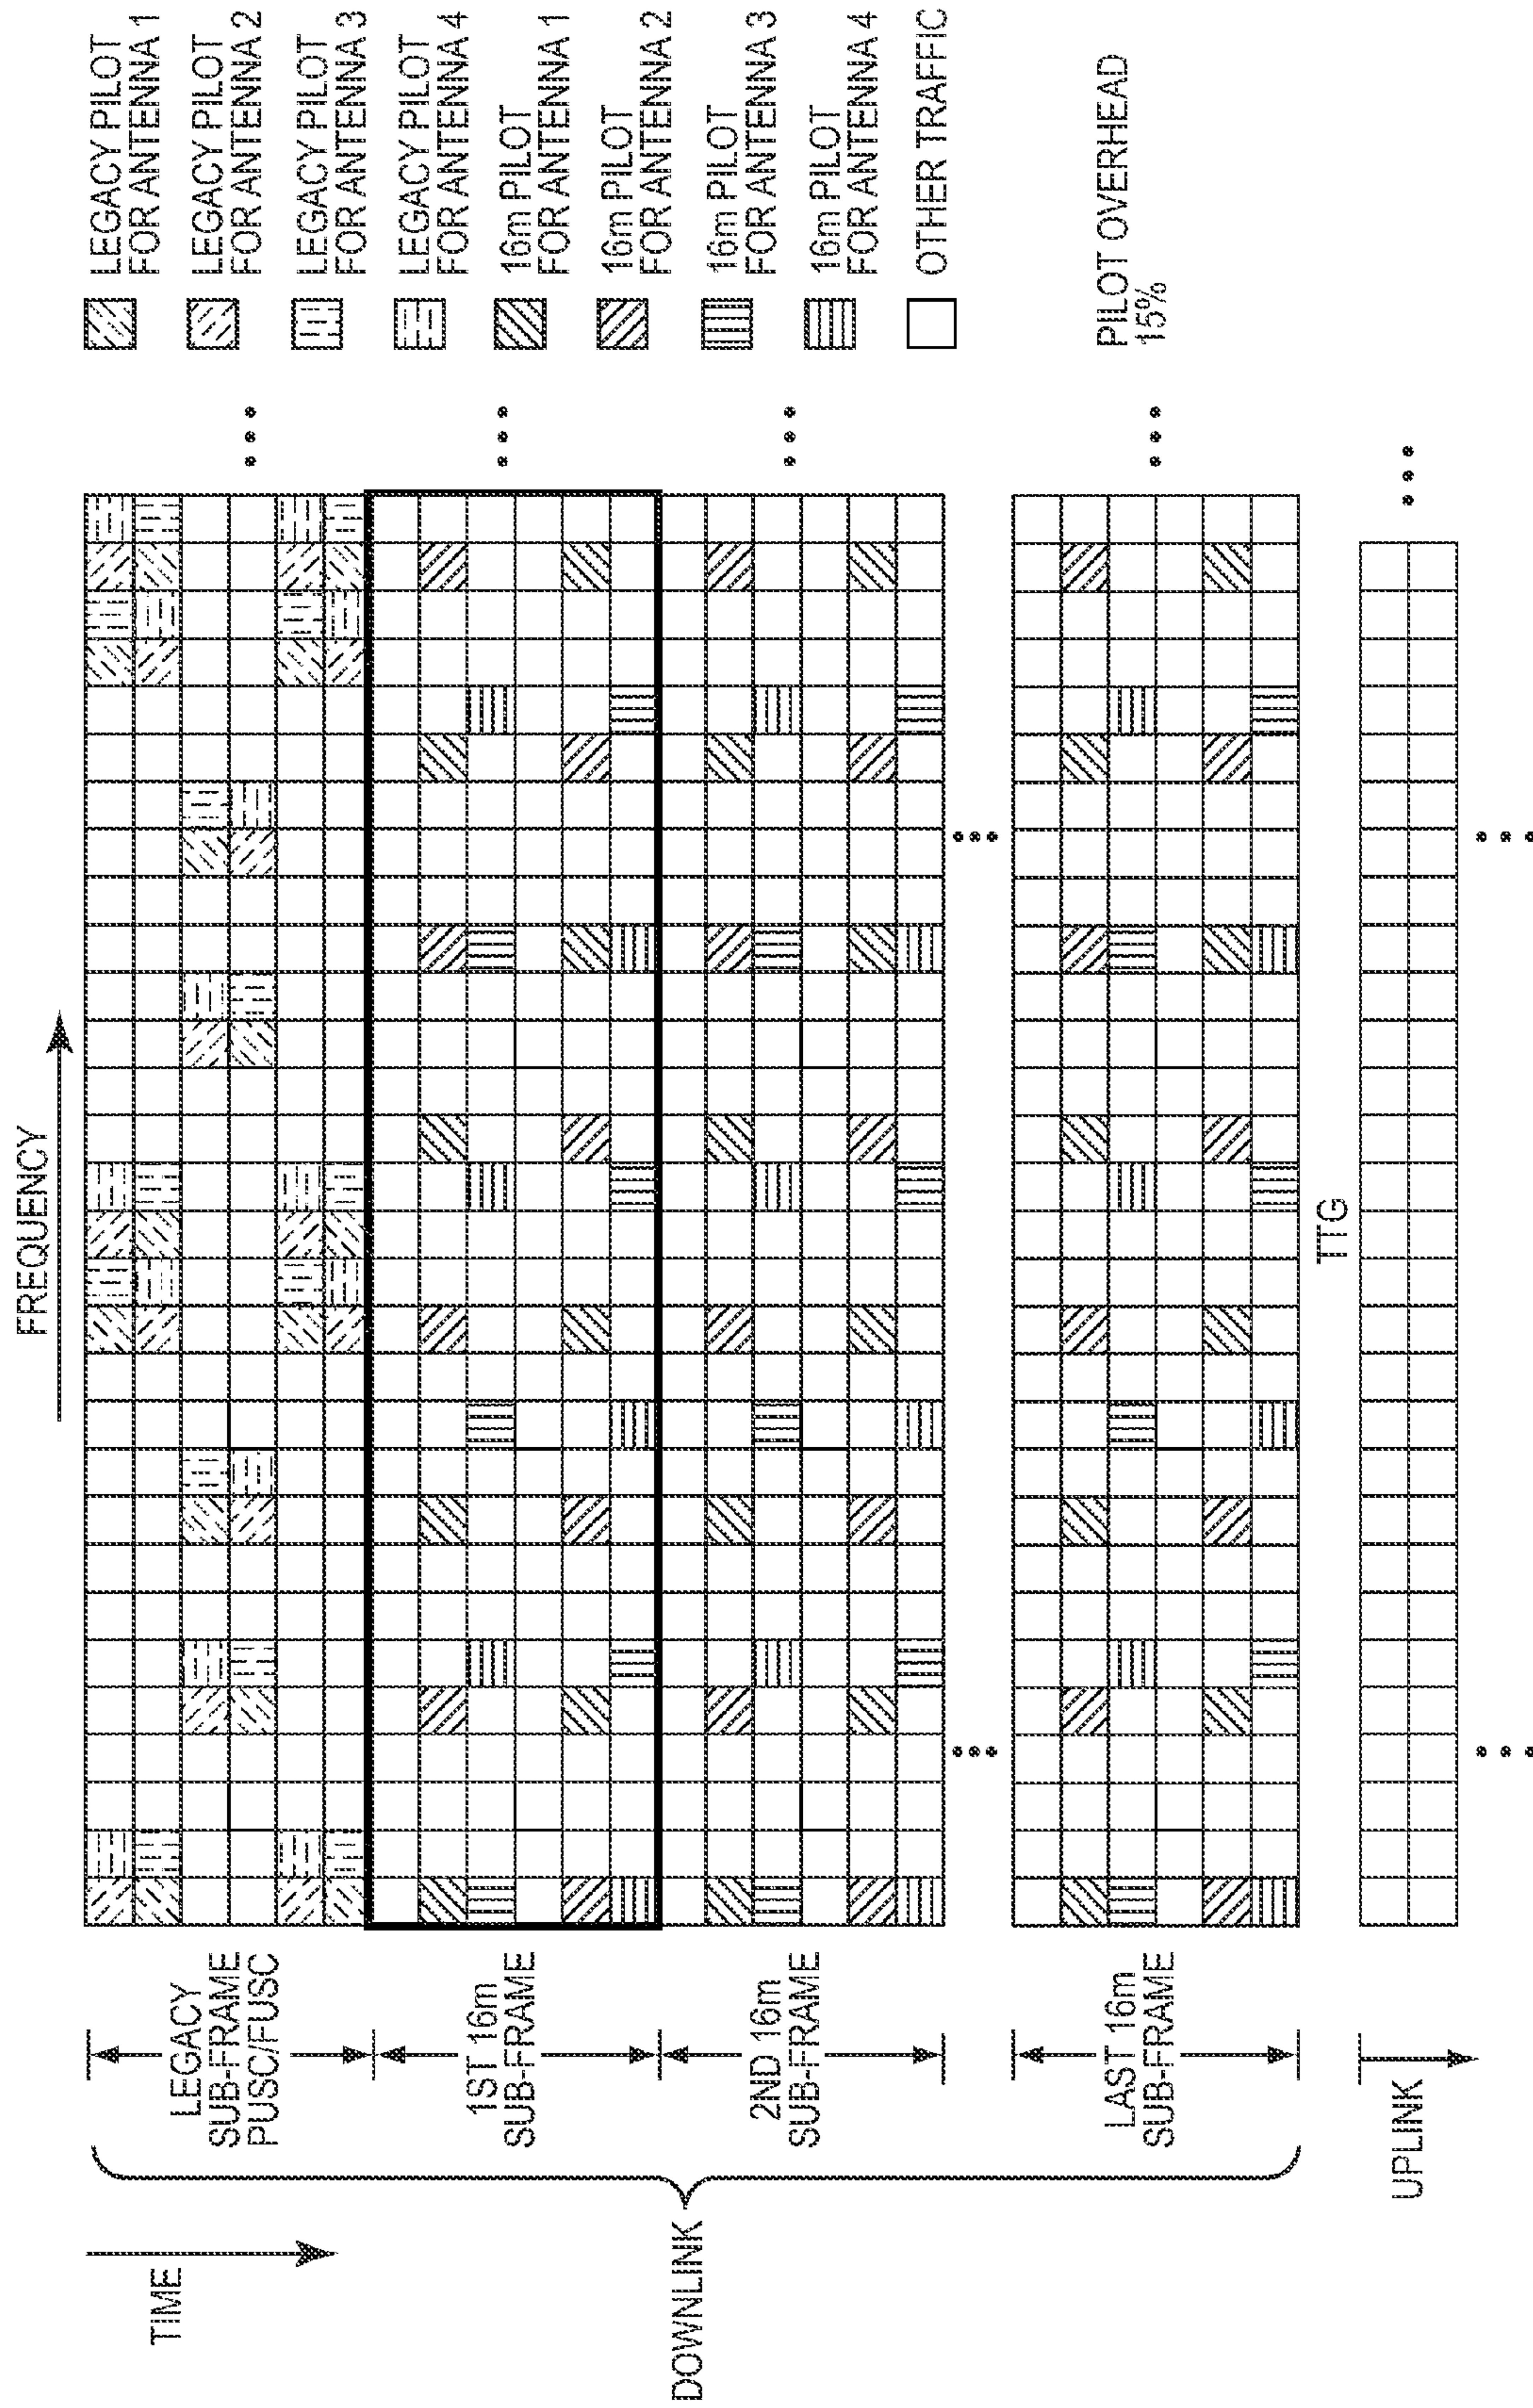 FREQUENCY
TIME
DOWNLINK
LEGACY
SUB-FRAME
PUSC/FUSC
1ST 16m
SUB-FRAME
2ND 16m
SUB-FRAME
LAST 16m
SUB-FRAME
UPLINK
TTG
LEGACY PILOT
FOR ANTENNA 1
LEGACY PILOT
FOR ANTENNA 2
LEGACY PILOT
FOR ANTENNA 3
LEGACY PILOT
FOR ANTENNA 4
16m PILOT
FOR ANTENNA 1
16m PILOT
FOR ANTENNA 2
16m PILOT
FOR ANTENNA 3
16m PILOT
FOR ANTENNA 4
OTHER TRAFFIC
PILOT OVERHEAD
15%